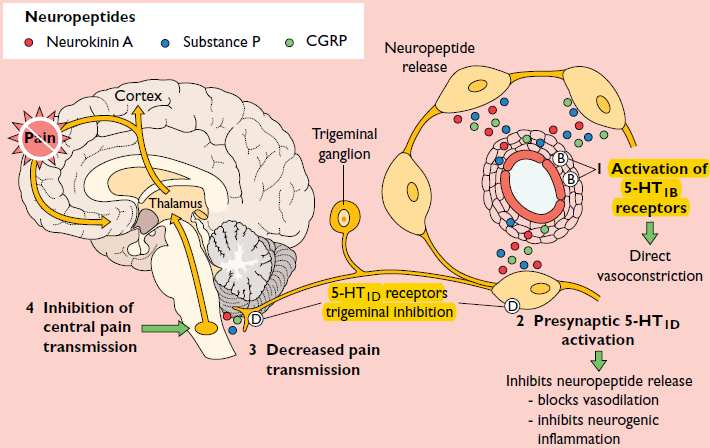 Neuropeptides
Neurokinin A
Substance P
CGRP
Neuropeptide
release
Cortex
Pain
Trigeminal
ganglion
Thalamus
B
B
1 Activation of
5-HT1B
receptors
Direct
vasoconstriction
5-HT1D receptors
trigeminal inhibition
D
D
4 Inhibition of
central pain
transmission
3 Decreased pain
transmission
2 Presynaptic 5-HT1D
activation
Inhibits neuropeptide release
- blocks vasodilation
- inhibits neurogenic
inflammation